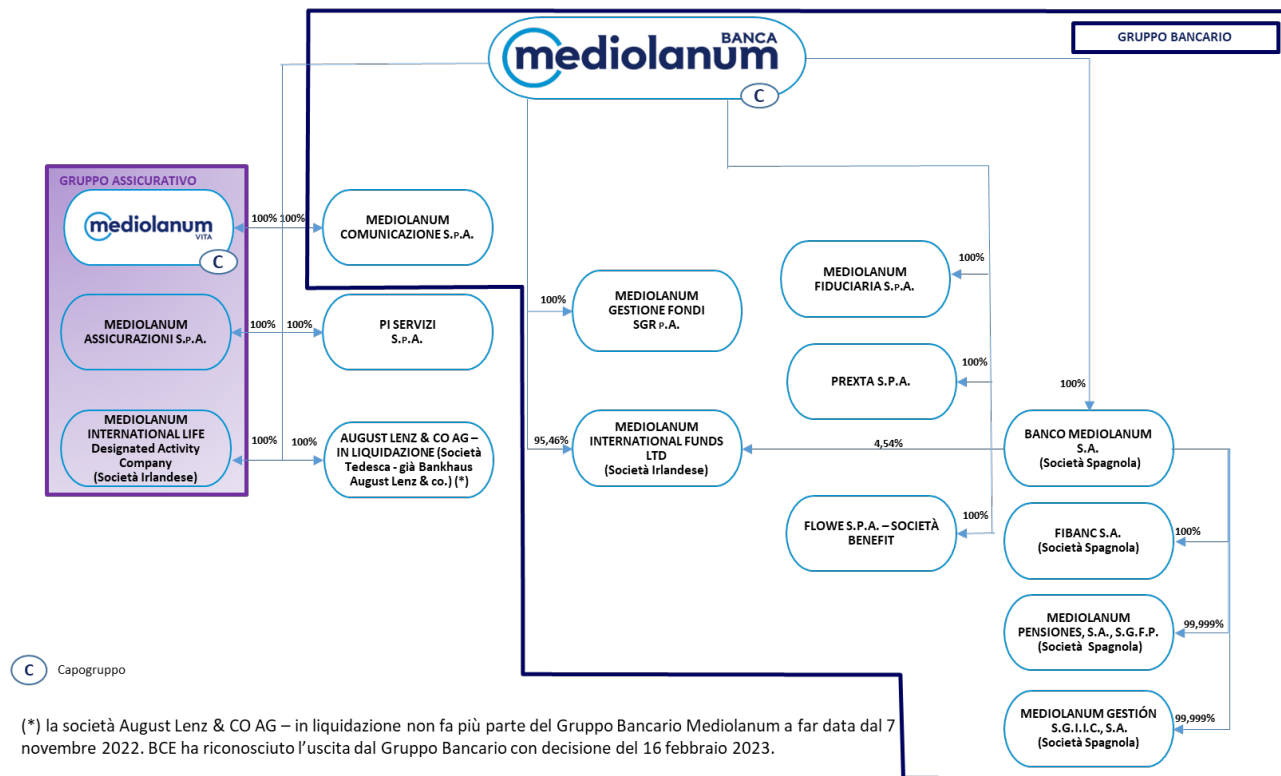 BANCA
mediolanum
C
GRUPPO BANCARIO
GRUPPO ASSICURATIVO
mediolanum
VITA
C
100% 100%
MEDIOLANUM
COMUNICAZIONE S.P.A.
MEDIOLANUM
ASSICURAZIONI S.P.A.
100% 100%
PI SERVIZI
S.P.A.
MEDIOLANUM
INTERNATIONAL LIFE
Designated Activity
Company
(Società Irlandese)
100%
100%
AUGUST LENZ & CO AG –
IN LIQUIDAZIONE (Società
Tedesca - già Bankhaus
August Lenz & co.) (*)
100%
MEDIOLANUM
GESTIONE FONDI
SGR P.A.
95,46%
MEDIOLANUM
INTERNATIONAL FUNDS
LTD
(Società Irlandese)
4,54%
MEDIOLANUM
FIDUCIARIA S.P.A.
100%
PREXTA S.P.A.
100%
FLOWE S.P.A. – SOCIETÀ
BENEFIT
100%
100%
BANCO MEDIOLANUM
S.A.
(Società Spagnola)
FIBANC S.A.
(Società Spagnola)
100%
MEDIOLANUM
PENSIONES, S.A., S.G.F.P.
(Società Spagnola)
99,999%
MEDIOLANUM GESTIÓN
S.G.I.I.C., S.A.
(Società Spagnola)
99,999%
C Capogruppo
(*) la società August Lenz & CO AG – in liquidazione non fa più parte del Gruppo Bancario Mediolanum a far data dal 7
novembre 2022. BCE ha riconosciuto l'uscita dal Gruppo Bancario con decisione del 16 febbraio 2023.